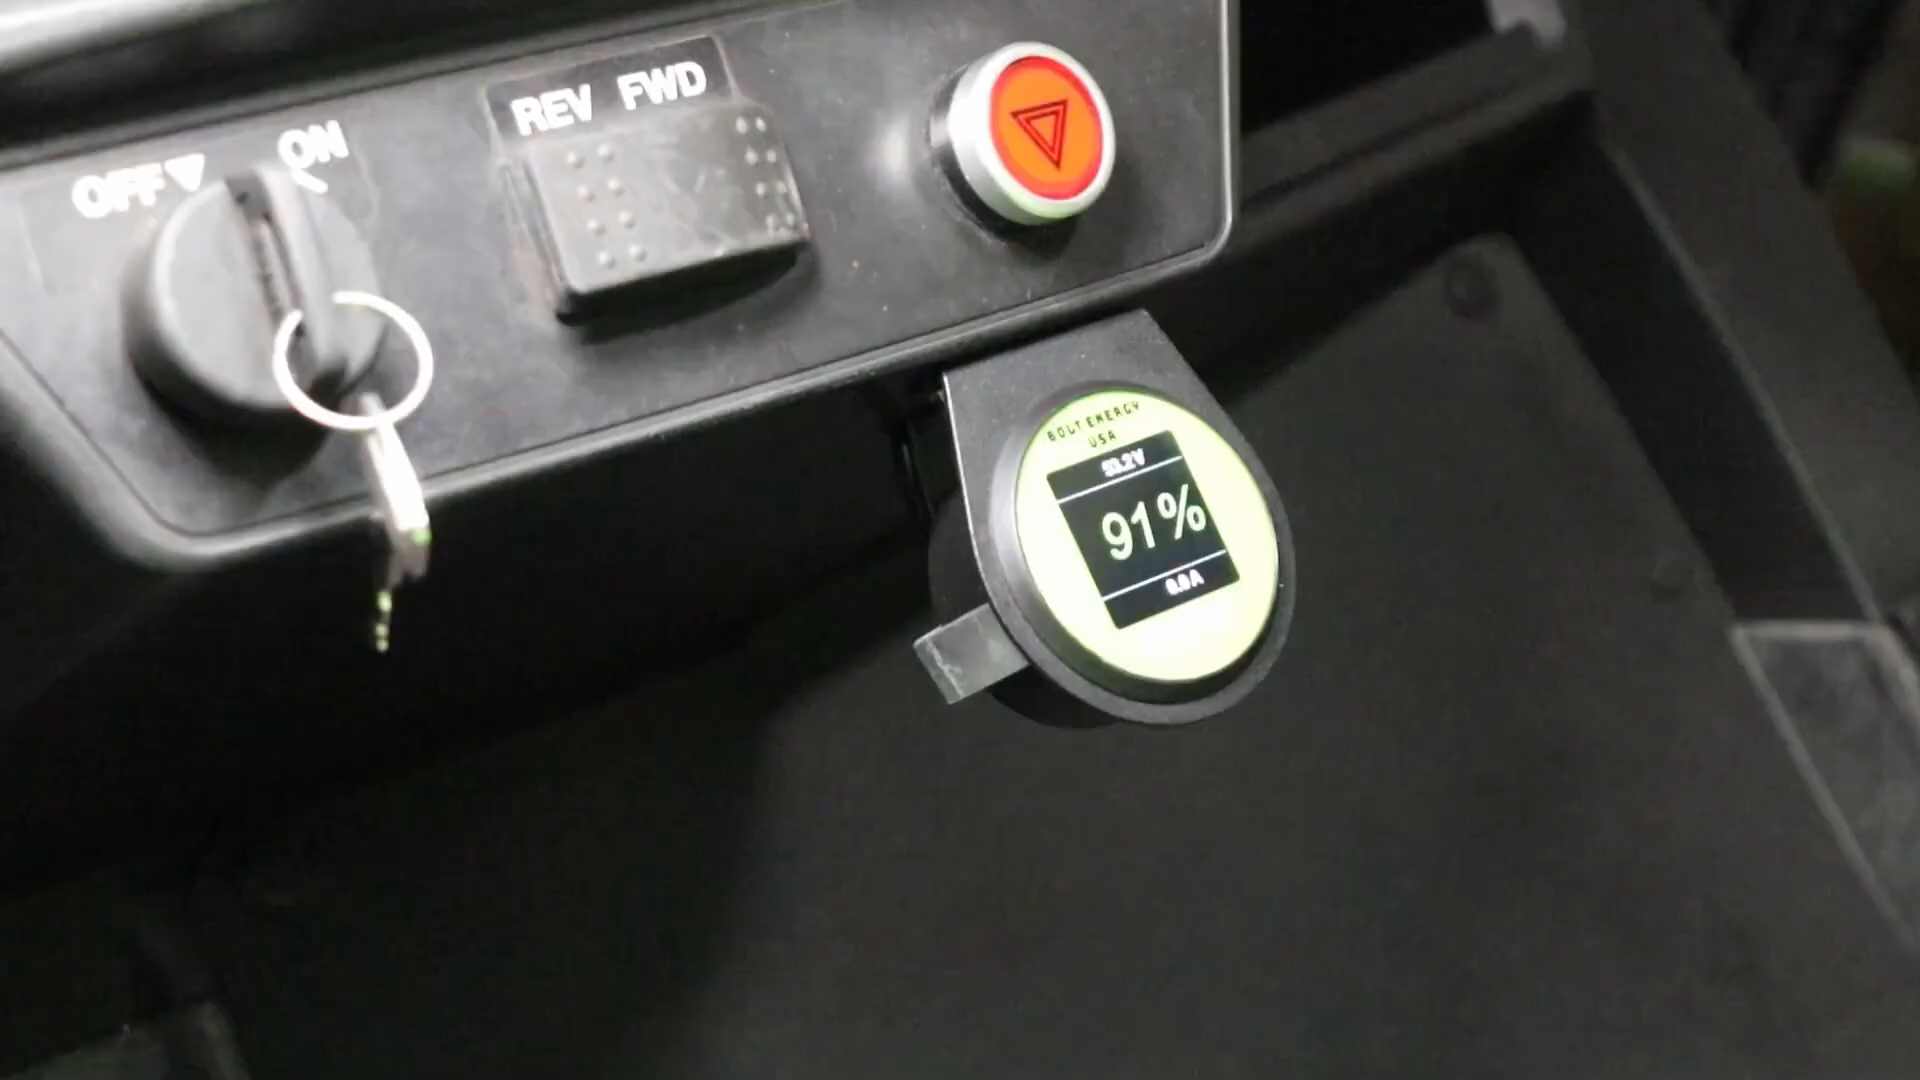 OFF ON
REV FWD
BOLT ENERGY
USA
53.2V
91%
0.0A